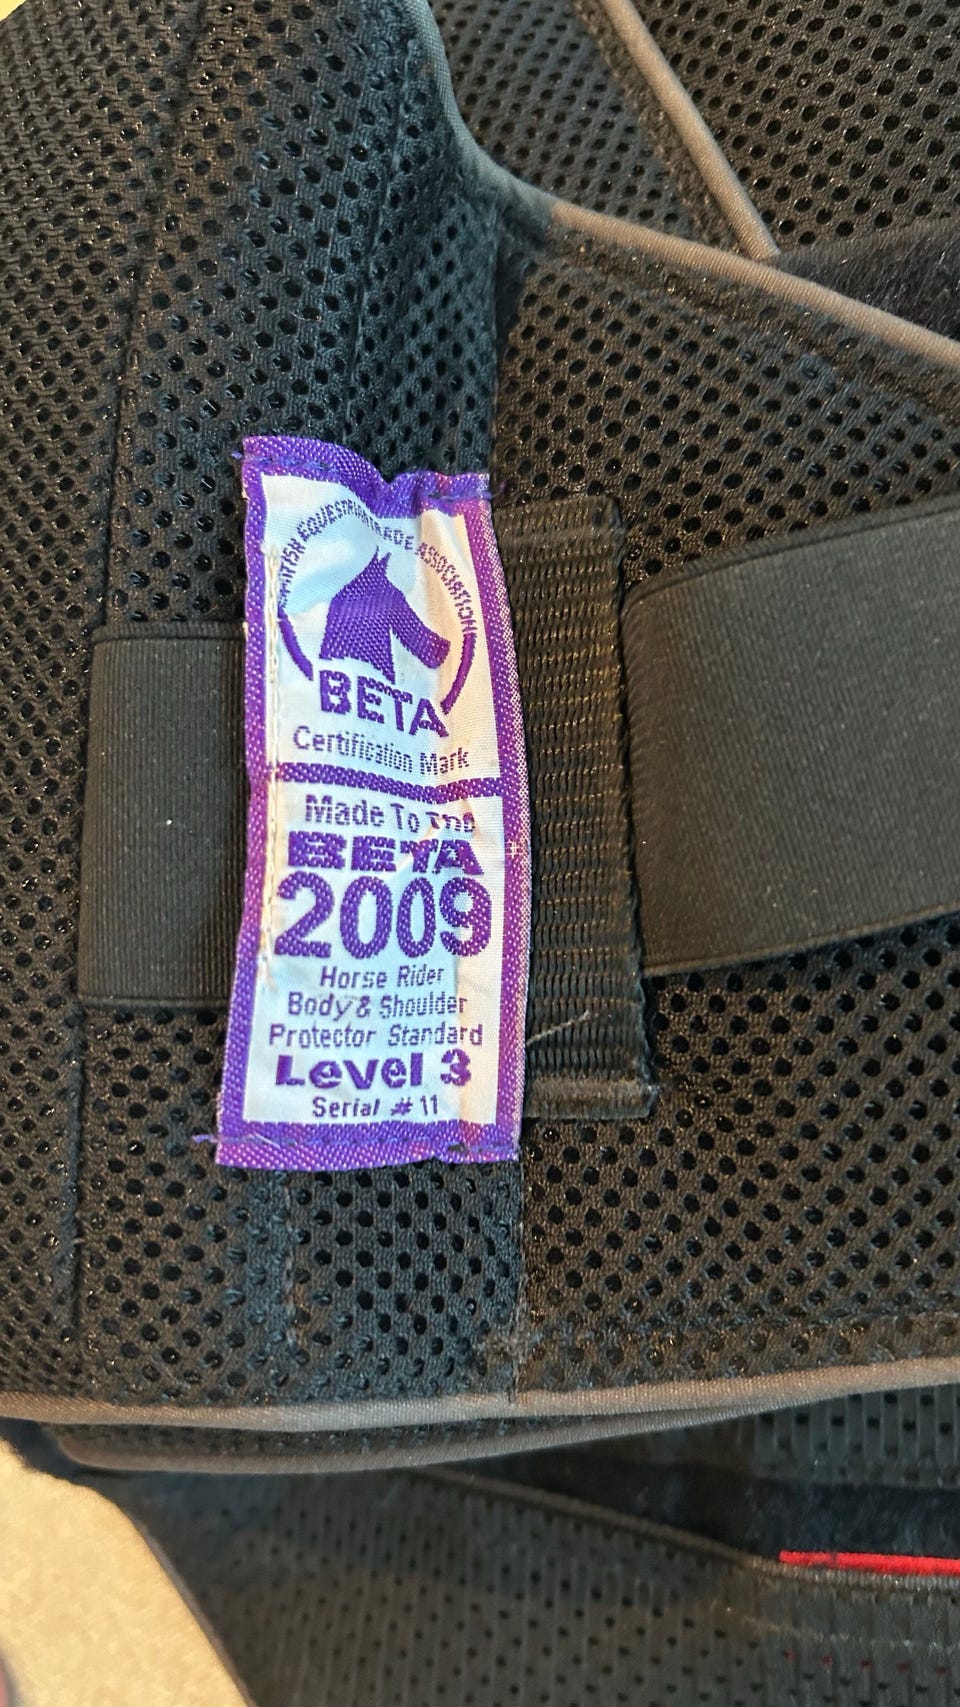 BRITISH EQUESTRIAN TRADE ASSOCIATION
BETA
Certification Mark
Made To The
BETA
2009
Horse Rider
Body & Shoulder
Protector Standard
Level 3
Serial # 11